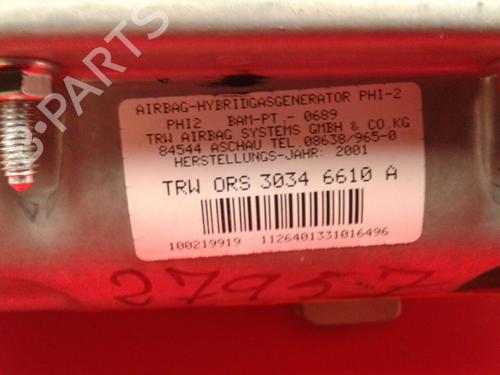 AIRBAG-HYBRIDGASGENERATOR PHI-2
PHI2 BAM-PT.- 0689
TRW AIRBAG SYSTEMS GMBH & CO.KG
84544 ASCHAU TEL.08638/965-0
HERSTELLUNGS-JAHR: 2001
TRW ORS 3034 6610 A
100219919 1126401331016496
27957
B-PARTS